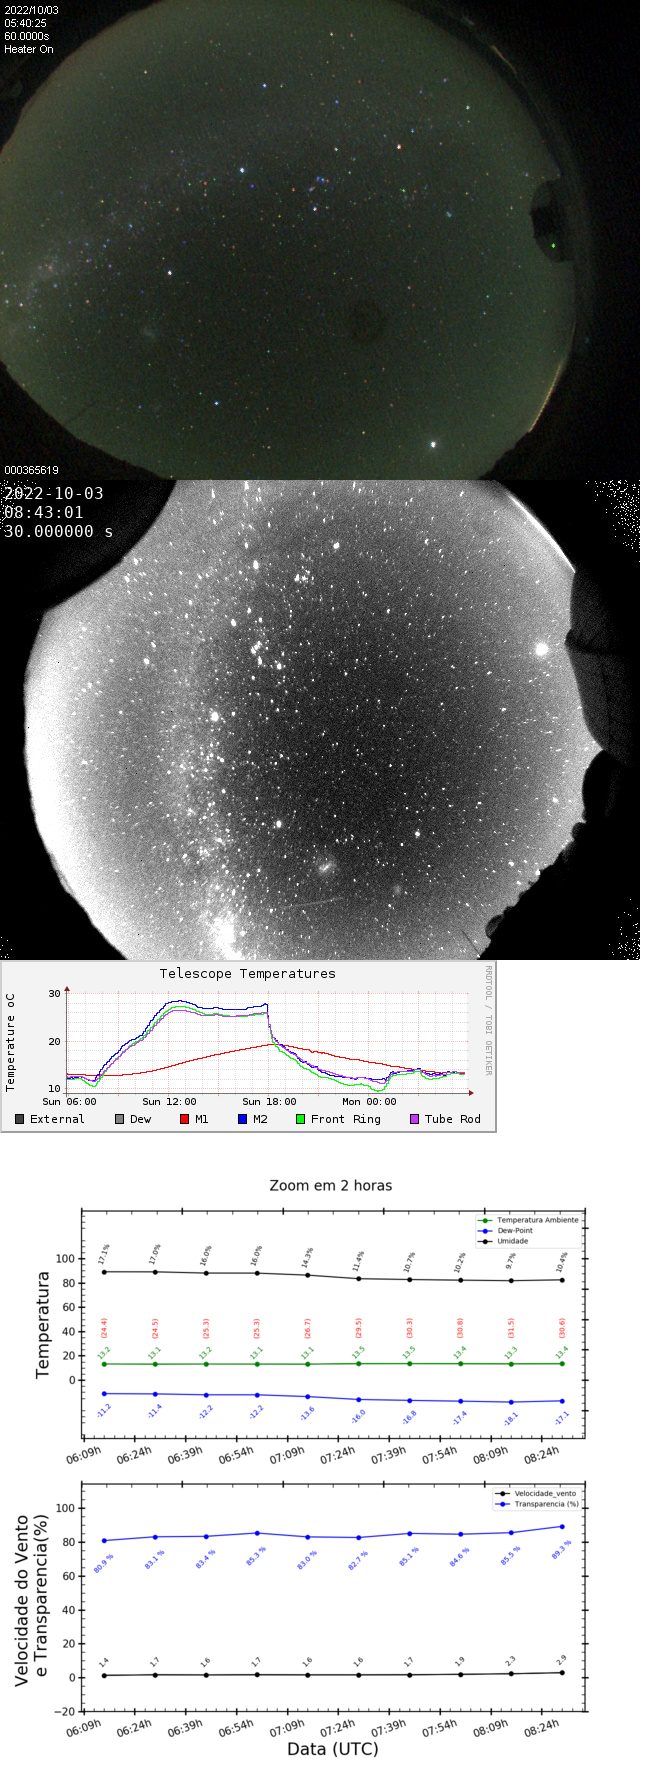 2022/10/03
05:40:25
60.0000s
Heater On
000365619
2022-10-03
08:43:01
30.000000 s
Telescope Temperatures
RRDTOOL / TOBI OETIKER
Temperature oC
30
20
10
Sun 06:00 Sun 12:00 Sun 18:00 Mon 00:00
External Dew M1 M2 Front Ring Tube Rod
Zoom em 2 horas
Temperatura Ambiente
Dew-Point
Umidade
Temperatura
100
80
60
40
20
0
17.1% 17.0% 16.0% 16.0% 14.3% 11.4% 10.7% 10.2% 9.7% 10.4%
(24.4) (24.5) (25.3) (25.3) (26.7) (29.5) (30.3) (30.8) (31.5) (30.6)
13.2 13.1 13.2 13.1 13.1 13.5 13.5 13.4 13.3 13.4
-11.2 -11.4 -12.2 -12.2 -13.6 -16.0 -16.8 -17.4 -18.1 -17.1
06:09h 06:24h 06:39h 06:54h 07:09h 07:24h 07:39h 07:54h 08:09h 08:24h
Velocidade_vento
Transparencia (%)
Velocidade do Vento
e Transparencia(%)
100
80
60
40
20
0
−20
80.9 % 83.1 % 83.4 % 85.3 % 83.0 % 82.7 % 85.1 % 84.6 % 85.5 % 89.3 %
1.4 1.7 1.6 1.7 1.6 1.6 1.7 1.9 2.3 2.9
06:09h 06:24h 06:39h 06:54h 07:09h 07:24h 07:39h 07:54h 08:09h 08:24h
Data (UTC)